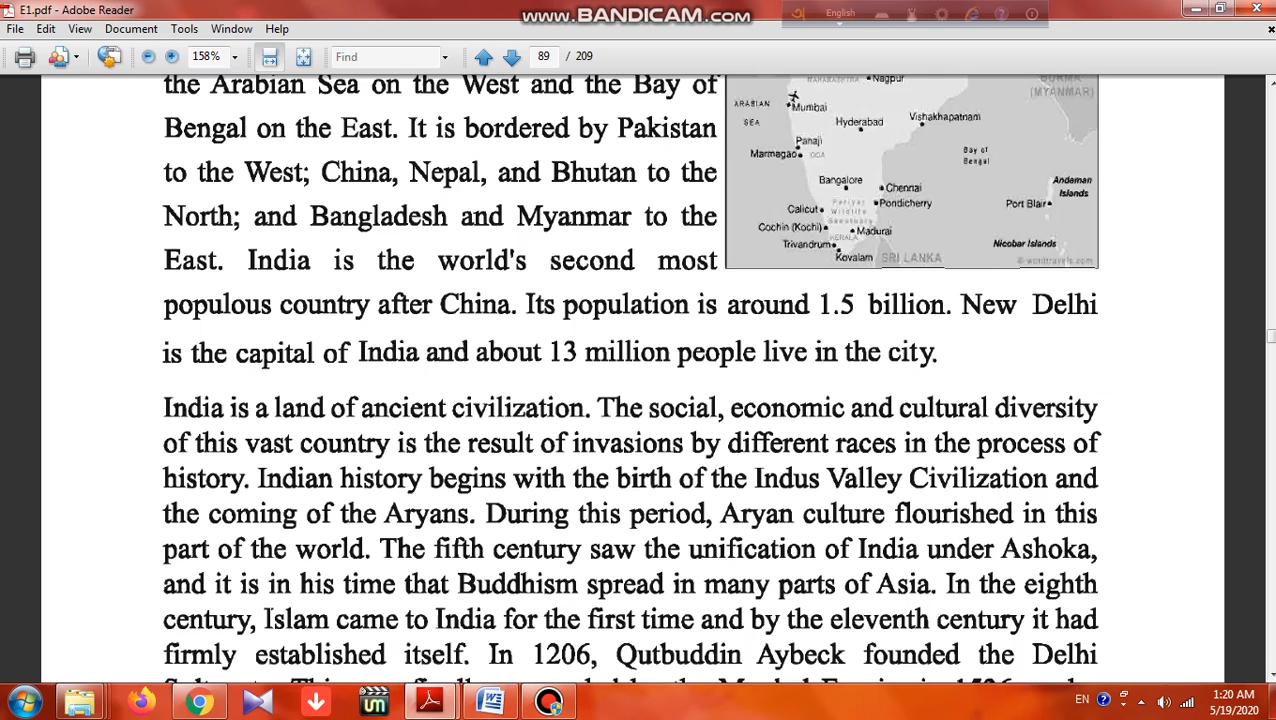 E1.pdf - Adobe Reader
www.BANDICAM.com
English
File Edit View Document Tools Window Help
158% Find 89 / 209
the Arabian Sea on the West and the Bay of
Bengal on the East. It is bordered by Pakistan
to the West; China, Nepal, and Bhutan to the
North; and Bangladesh and Myanmar to the
East. India is the world's second most
populous country after China. Its population is around 1.5 billion. New Delhi
is the capital of India and about 13 million people live in the city.
MAHARASHTRA
Nagpur
BURMA
(MYANMAR)
ARABIAN
SEA
Mumbai
Hyderabad
Vishakhapatnam
Panaji
Marmagao
GOA
Bay of
Bengal
Bangalore
Chennai
Andeman
Islands
Calicut
Periyar
Wildlife
Sanctuary
Pondicherry
Port Blair
Cochin (Kochi)
KERALA
Madurai
Trivandrum
Nicobar Islands
Kovalam
SRI LANKA
© wordtravels.com
India is a land of ancient civilization. The social, economic and cultural diversity
of this vast country is the result of invasions by different races in the process of
history. Indian history begins with the birth of the Indus Valley Civilization and
the coming of the Aryans. During this period, Aryan culture flourished in this
part of the world. The fifth century saw the unification of India under Ashoka,
and it is in his time that Buddhism spread in many parts of Asia. In the eighth
century, Islam came to India for the first time and by the eleventh century it had
firmly established itself. In 1206, Qutbuddin Aybeck founded the Delhi
EN
1:20 AM
5/19/2020